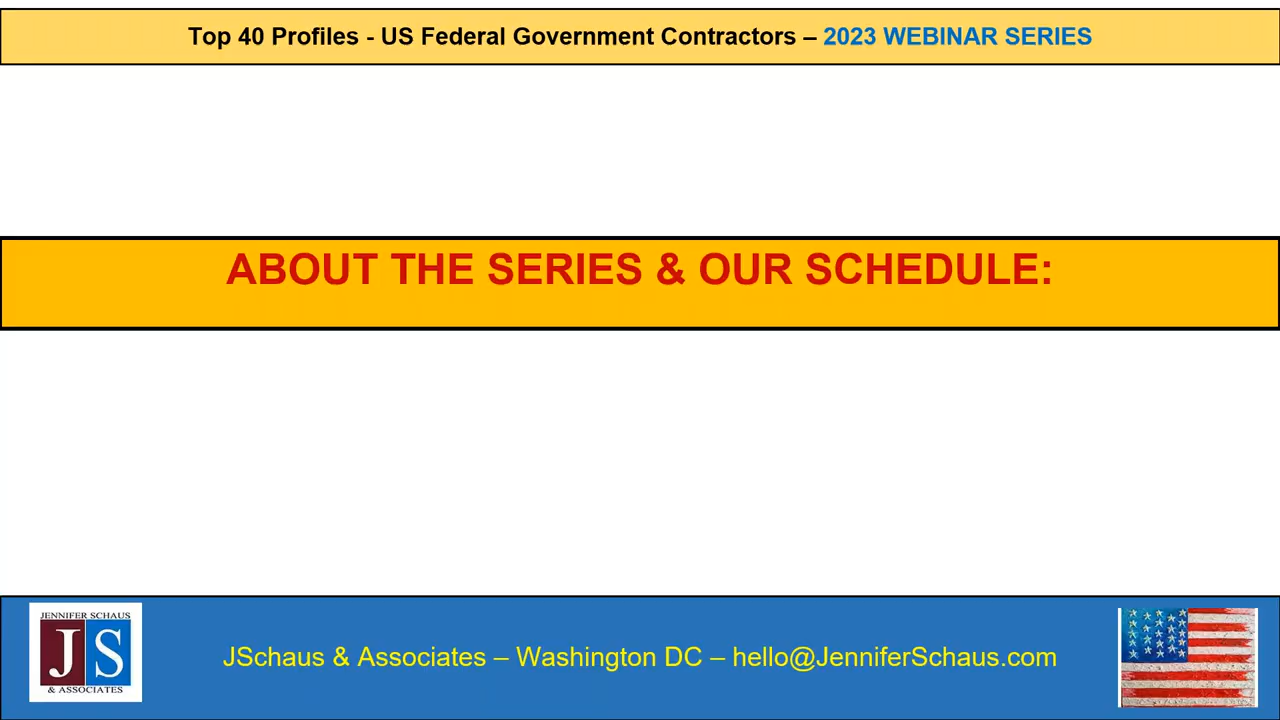 Top 40 Profiles - US Federal Government Contractors – 2023 WEBINAR SERIES
ABOUT THE SERIES & OUR SCHEDULE:
JENNIFER SCHAUS
JS
& ASSOCIATES
JSchaus & Associates – Washington DC – hello@JenniferSchaus.com